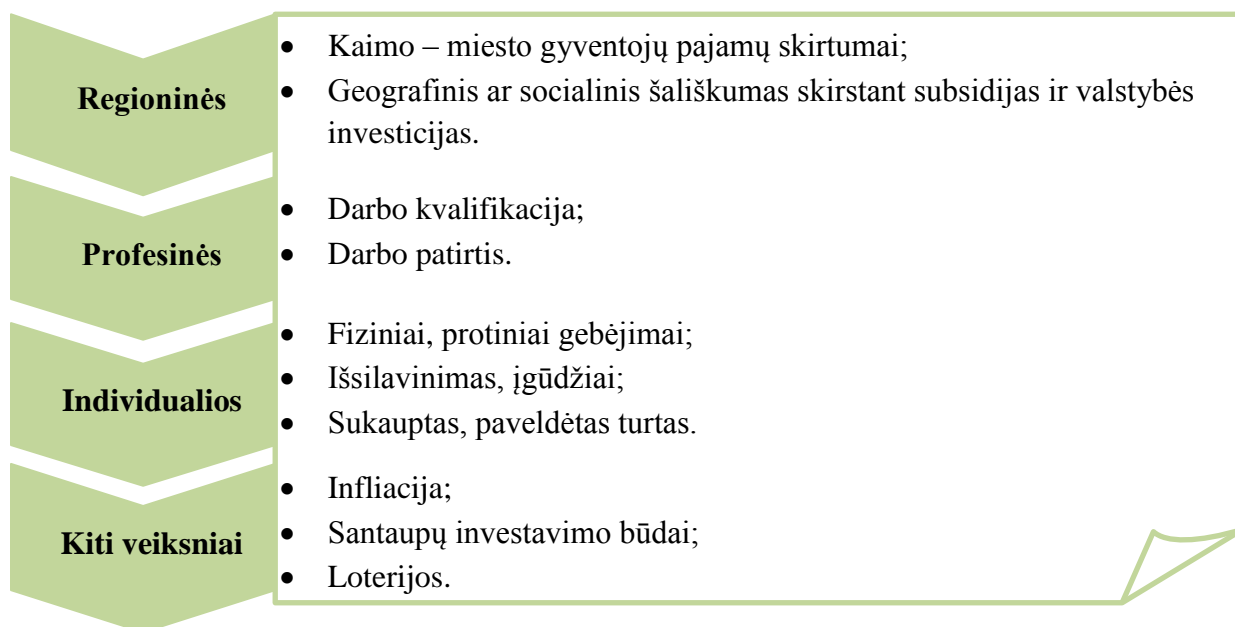 Regioninės
• Kaimo – miesto gyventojų pajamų skirtumai;
• Geografinis ar socialinis šališkumas skirstant subsidijas ir valstybės
investicijas.
Profesinės
• Darbo kvalifikacija;
• Darbo patirtis.
Individualios
• Fiziniai, protiniai gebėjimai;
• Išsilavinimas, įgūdžiai;
• Sukauptas, paveldėtas turtas.
Kiti veiksniai
• Infliacija;
• Santaupų investavimo būdai;
• Loterijos.